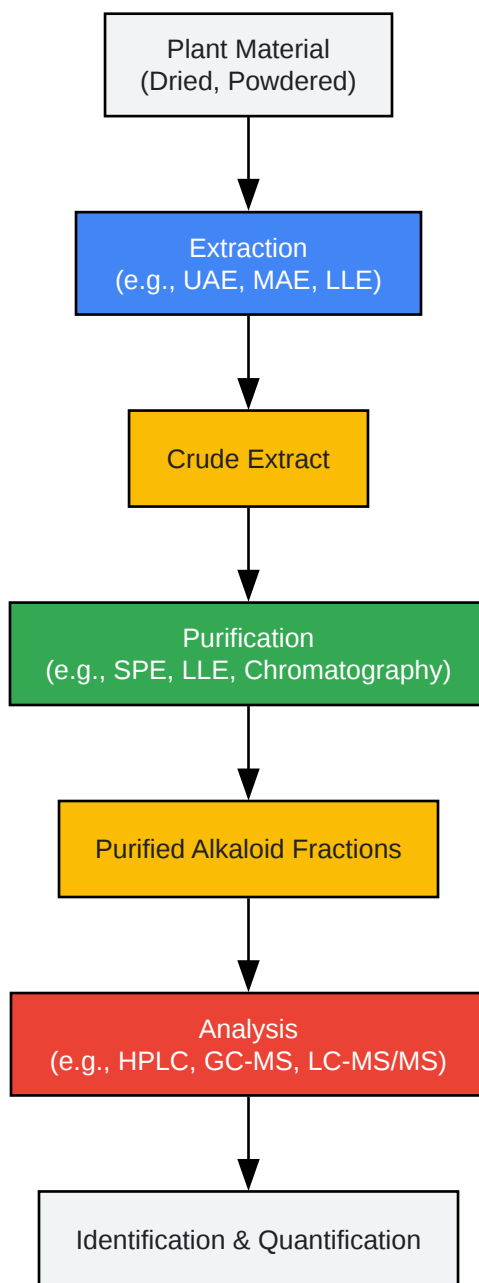 Plant Material
(Dried, Powdered)
Extraction
(e.g., UAE, MAE, LLE)
Crude Extract
Purification
(e.g., SPE, LLE, Chromatography)
Purified Alkaloid Fractions
Analysis
(e.g., HPLC, GC-MS, LC-MS/MS)
Identification & Quantification